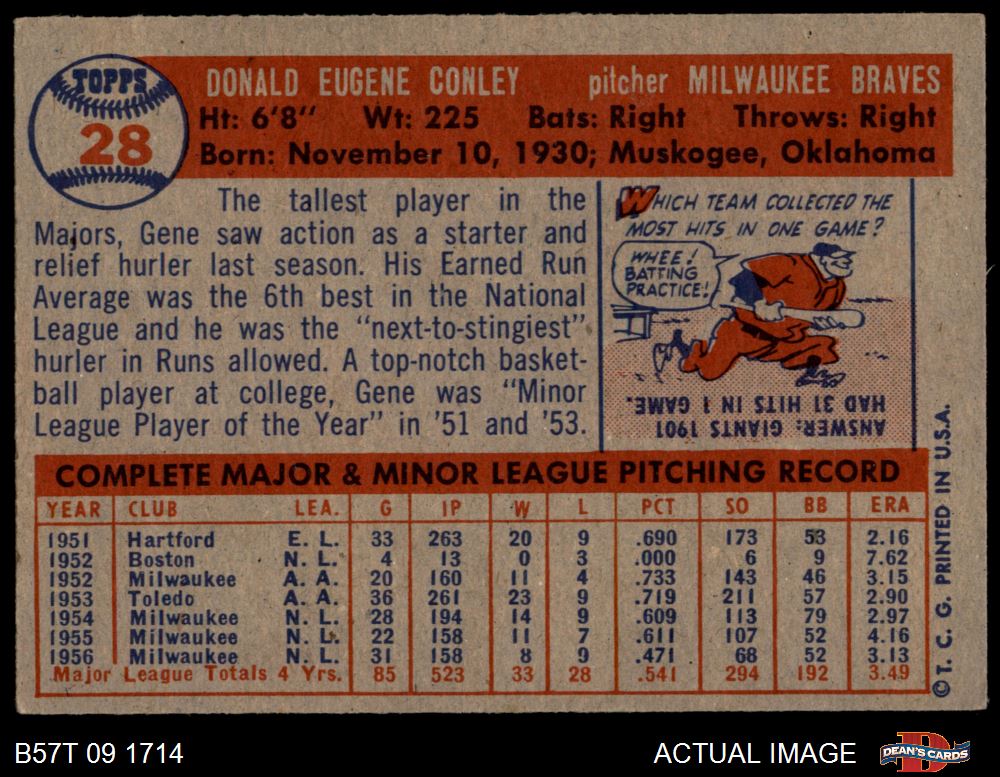 TOPPS
28
DONALD EUGENE CONLEY pitcher MILWAUKEE BRAVES
Ht: 6'8" Wt: 225 Bats: Right Throws: Right
Born: November 10, 1930; Muskogee, Oklahoma
The tallest player in the
Majors, Gene saw action as a starter and
relief hurler last season. His Earned Run
Average was the 6th best in the National
League and he was the "next-to-stingiest"
hurler in Runs allowed. A top-notch basket-
ball player at college, Gene was "Minor
League Player of the Year" in '51 and '53.
WHICH TEAM COLLECTED THE
MOST HITS IN ONE GAME?
WHEE!
BATTING
PRACTICE!
ANSWER: GIANTS 1901
HAD 31 HITS IN 1 GAME.
COMPLETE MAJOR & MINOR LEAGUE PITCHING RECORD
YEAR CLUB LEA. G IP W L PCT SO BB ERA
1951 Hartford E. L. 33 263 20 9 .690 173 53 2.16
1952 Boston N. L. 4 13 0 3 .000 6 9 7.62
1952 Milwaukee A. A. 20 160 11 4 .733 143 46 3.15
1953 Toledo A. A. 36 261 23 9 .719 211 57 2.90
1954 Milwaukee N. L. 28 194 14 9 .609 113 79 2.97
1955 Milwaukee N. L. 22 158 11 7 .611 107 52 4.16
1956 Milwaukee N. L. 31 158 8 9 .471 68 52 3.13
Major League Totals 4 Yrs. 85 523 33 28 .541 294 192 3.49
© T. C. G. PRINTED IN U.S.A.
B57T 09 1714
ACTUAL IMAGE
DEAN'S CARDS